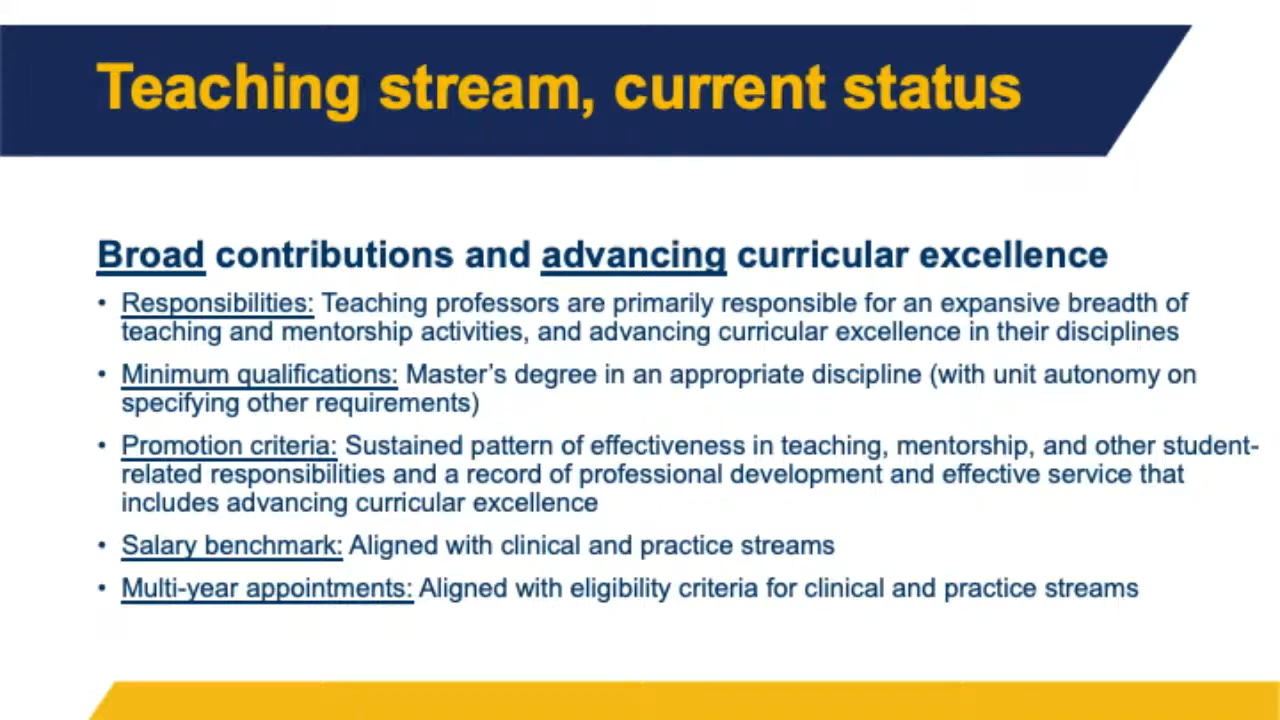 Teaching stream, current status
Broad contributions and advancing curricular excellence
• Responsibilities: Teaching professors are primarily responsible for an expansive breadth of
teaching and mentorship activities, and advancing curricular excellence in their disciplines
• Minimum qualifications: Master's degree in an appropriate discipline (with unit autonomy on
specifying other requirements)
• Promotion criteria: Sustained pattern of effectiveness in teaching, mentorship, and other student-
related responsibilities and a record of professional development and effective service that
includes advancing curricular excellence
• Salary benchmark: Aligned with clinical and practice streams
• Multi-year appointments: Aligned with eligibility criteria for clinical and practice streams